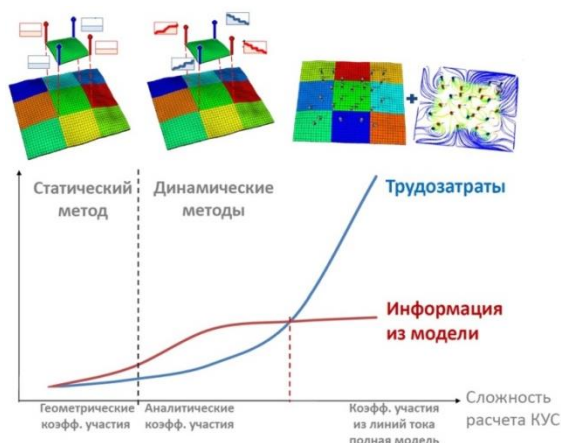 Статический
метод
Динамические
методы
Трудозатраты
Информация
из модели
Сложность
расчета КУС
Геометрические
коэфф. участия
Аналитические
коэфф. участия
Коэфф. участия
из линий тока
полная модель